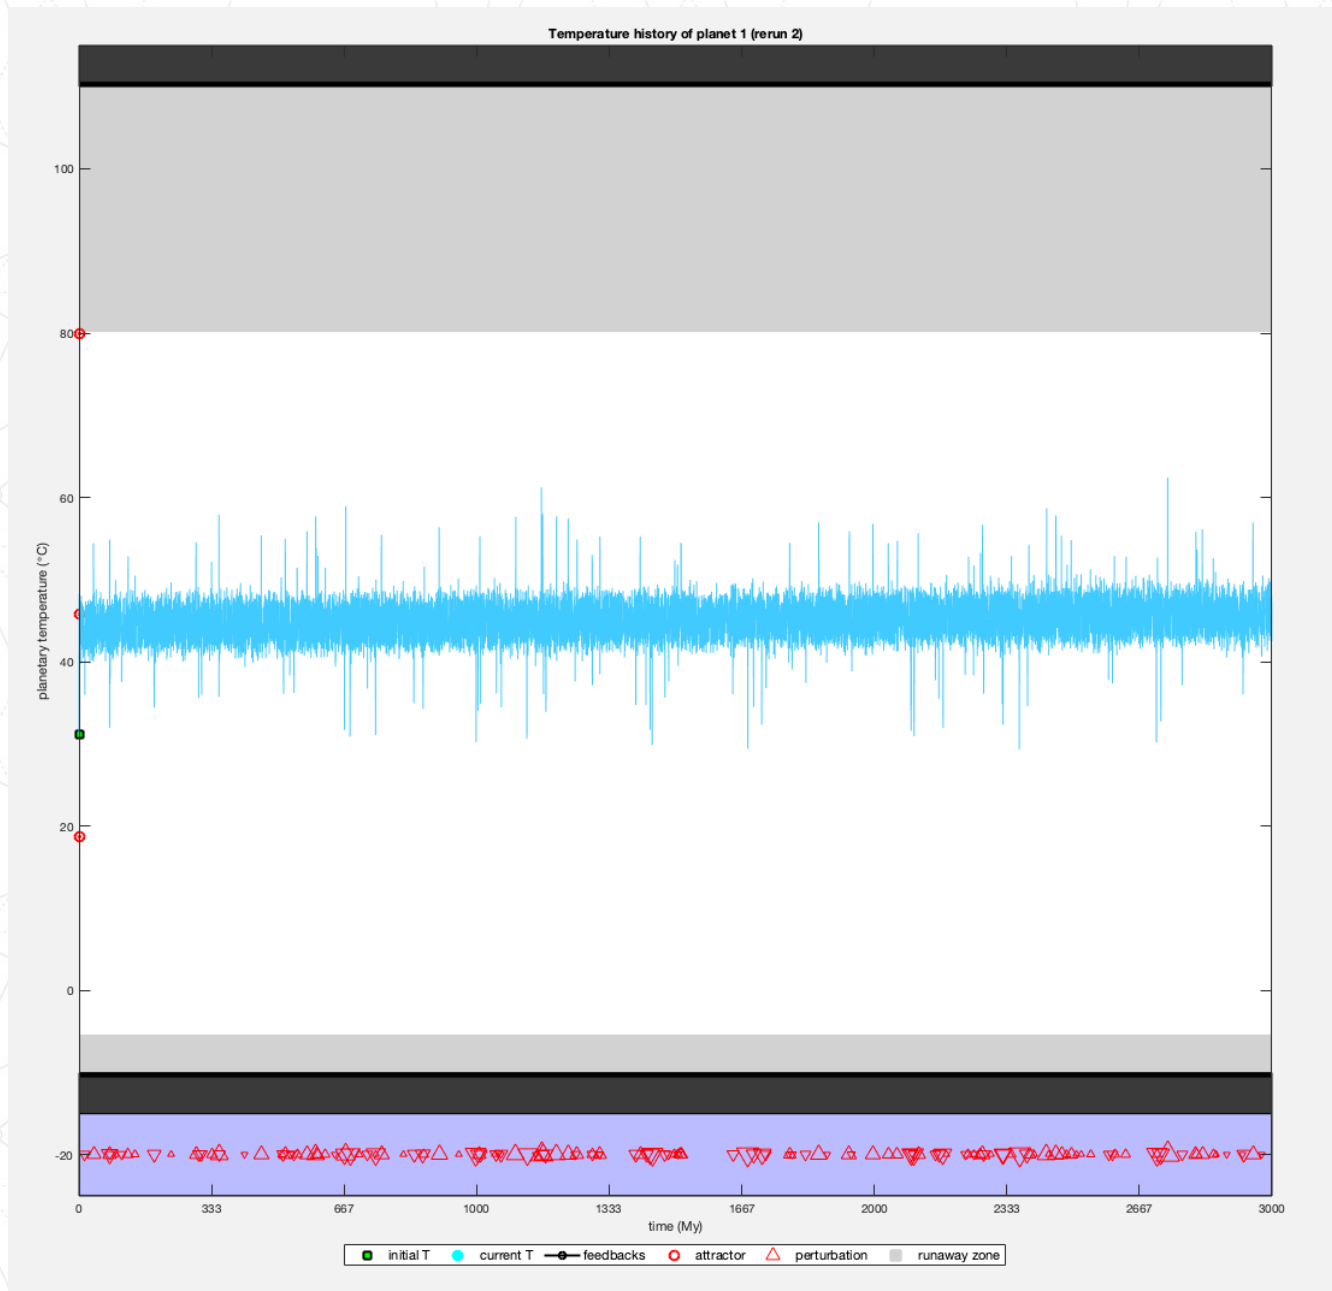 Temperature history of planet 1 (rerun 2)
100
80
60
40
20
0
-20
planetary temperature (°C)
0 333 667 1000 1333 1667 2000 2333 2667 3000
time (My)
initial T current T feedbacks attractor perturbation runaway zone